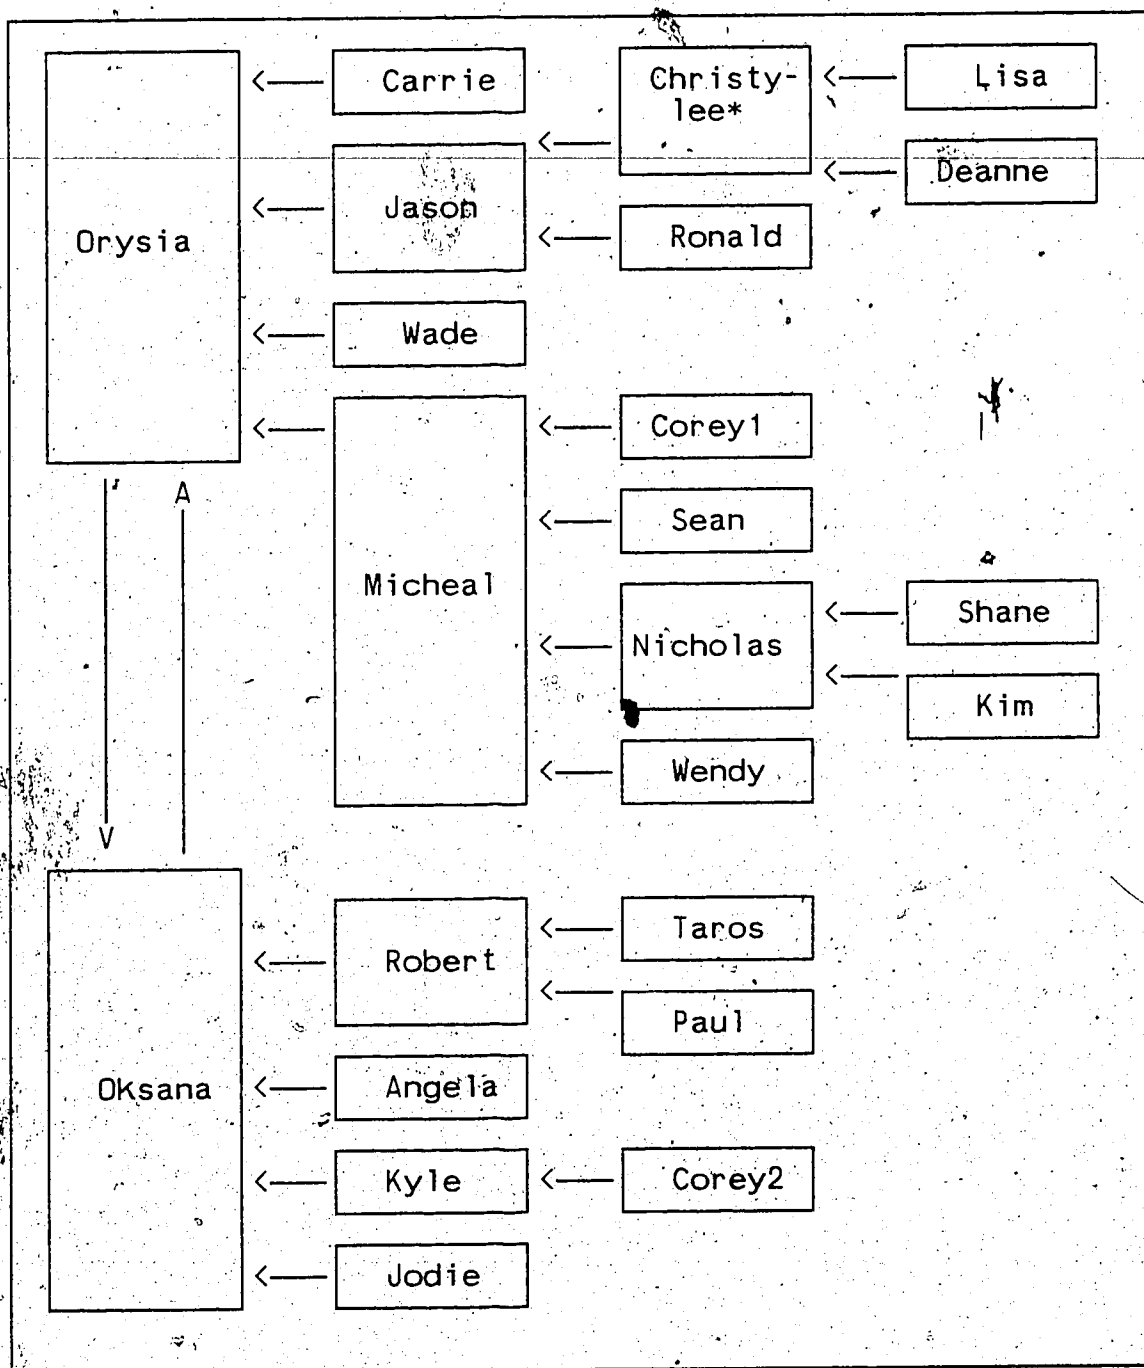 Carrie
Christy-
lee*
Lisa
Deanne
Jason
Orysia
Ronald
Wade
Corey1
Sean
Micheal
Shane
Nicholas
Kim
Wendy
Taros
Robert
Paul
Oksana
Angela
Kyle
Corey2
Jodie